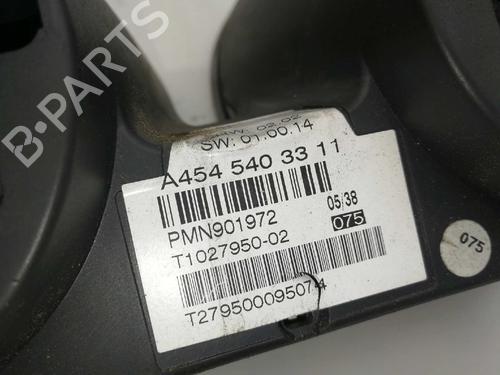 SW: 01.00.14
A454 540 33 11
PMN901972
05/38
T1027950-02
075
T27950009507
075
B-PARTS